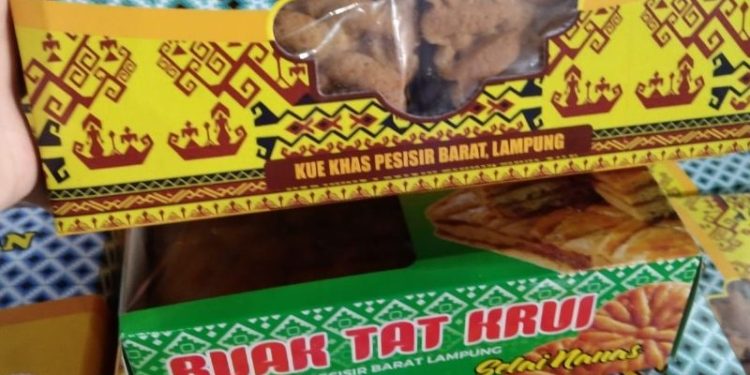 KUE KHAS PESISIR BARAT, LAMPUNG
BUAK TAT KRUI
PESISIR BARAT LAMPUNG
Selai Nanas